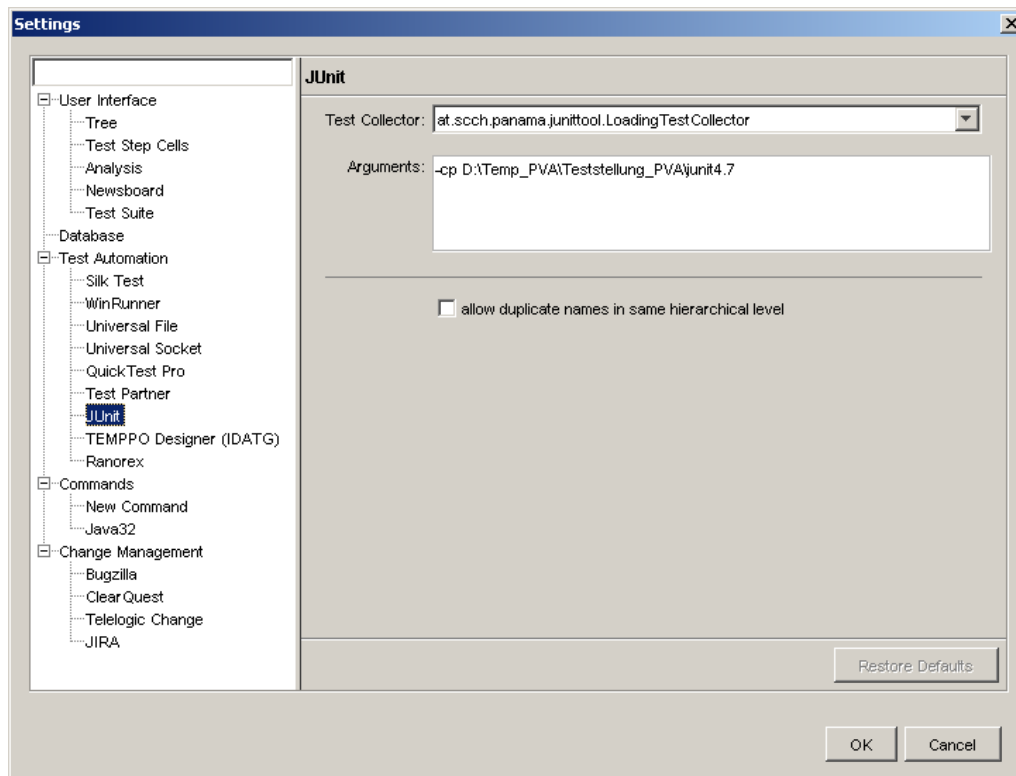 Settings
User Interface
Tree
Test Step Cells
Analysis
Newsboard
Test Suite
Database
Test Automation
Silk Test
WinRunner
Universal File
Universal Socket
QuickTest Pro
Test Partner
JUnit
TEMPPO Designer (IDATG)
Ranorex
Commands
New Command
Java32
Change Management
Bugzilla
ClearQuest
Telelogic Change
JIRA
JUnit
Test Collector: at.scch.panama.junittool.LoadingTestCollector
Arguments: -cp D:\Temp_PVA\Teststellung_PVA\junit4.7
allow duplicate names in same hierarchical level
Restore Defaults
OK Cancel